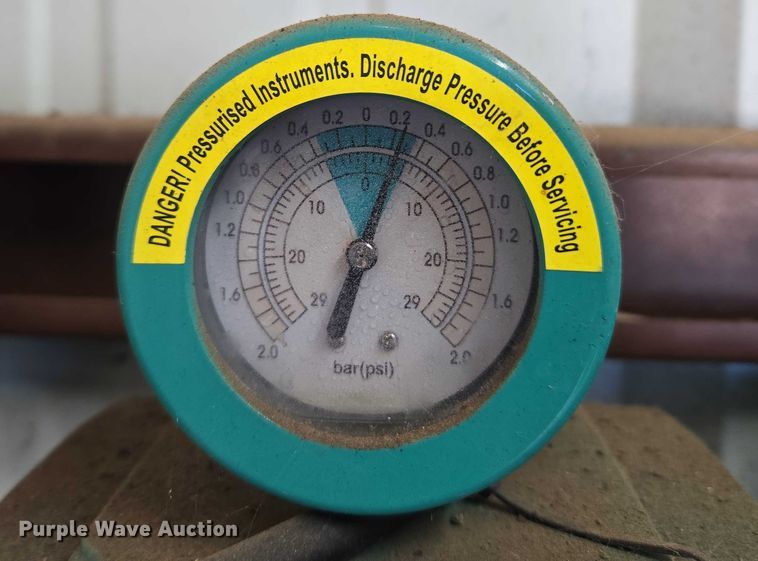 DANGER! Pressurised Instruments. Discharge Pressure Before Servicing
0.6 0.4 0.2 0 0.2 0.4 0.6
0.8 0.8
1.0 0 1.0
10 10
1.2 1.2
20 20
1.6 29 29 1.6
2.0 2.0
bar(psi)
Purple Wave Auction